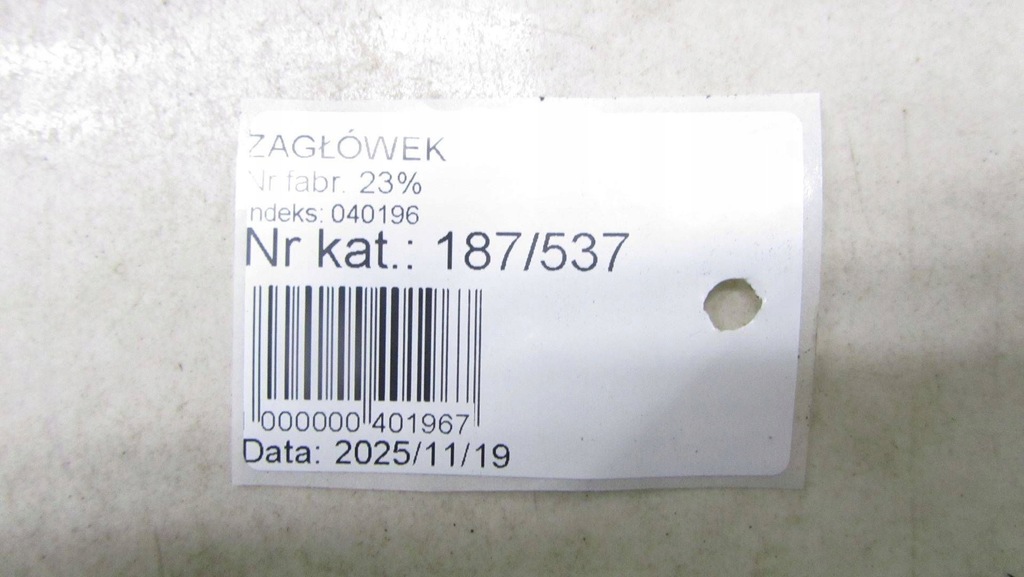 ZAGŁÓWEK
Nr fabr. 23%
ndeks: 040196
Nr kat.: 187/537
000000 401967
Data: 2025/11/19